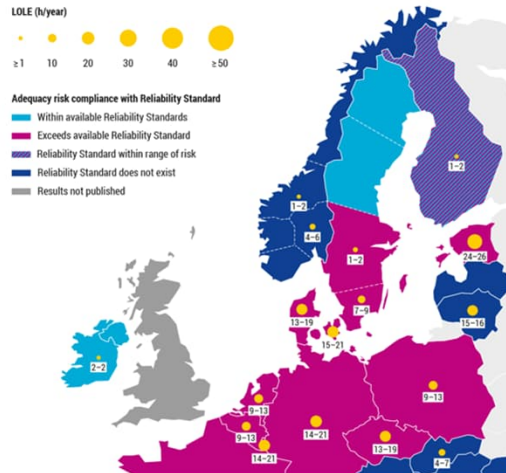 LOLE (h/year)
≥ 1 10 20 30 40 ≥ 50
Adequacy risk compliance with Reliability Standard
Within available Reliability Standards
Exceeds available Reliability Standard
Reliability Standard within range of risk
Reliability Standard does not exist
Results not published
1–2
1–2
4–6
24–26
1–2
7–9
13–19
15–16
15–21
2–2
9–13
9–13
14–21
9–13
13–19
14–21
4–7